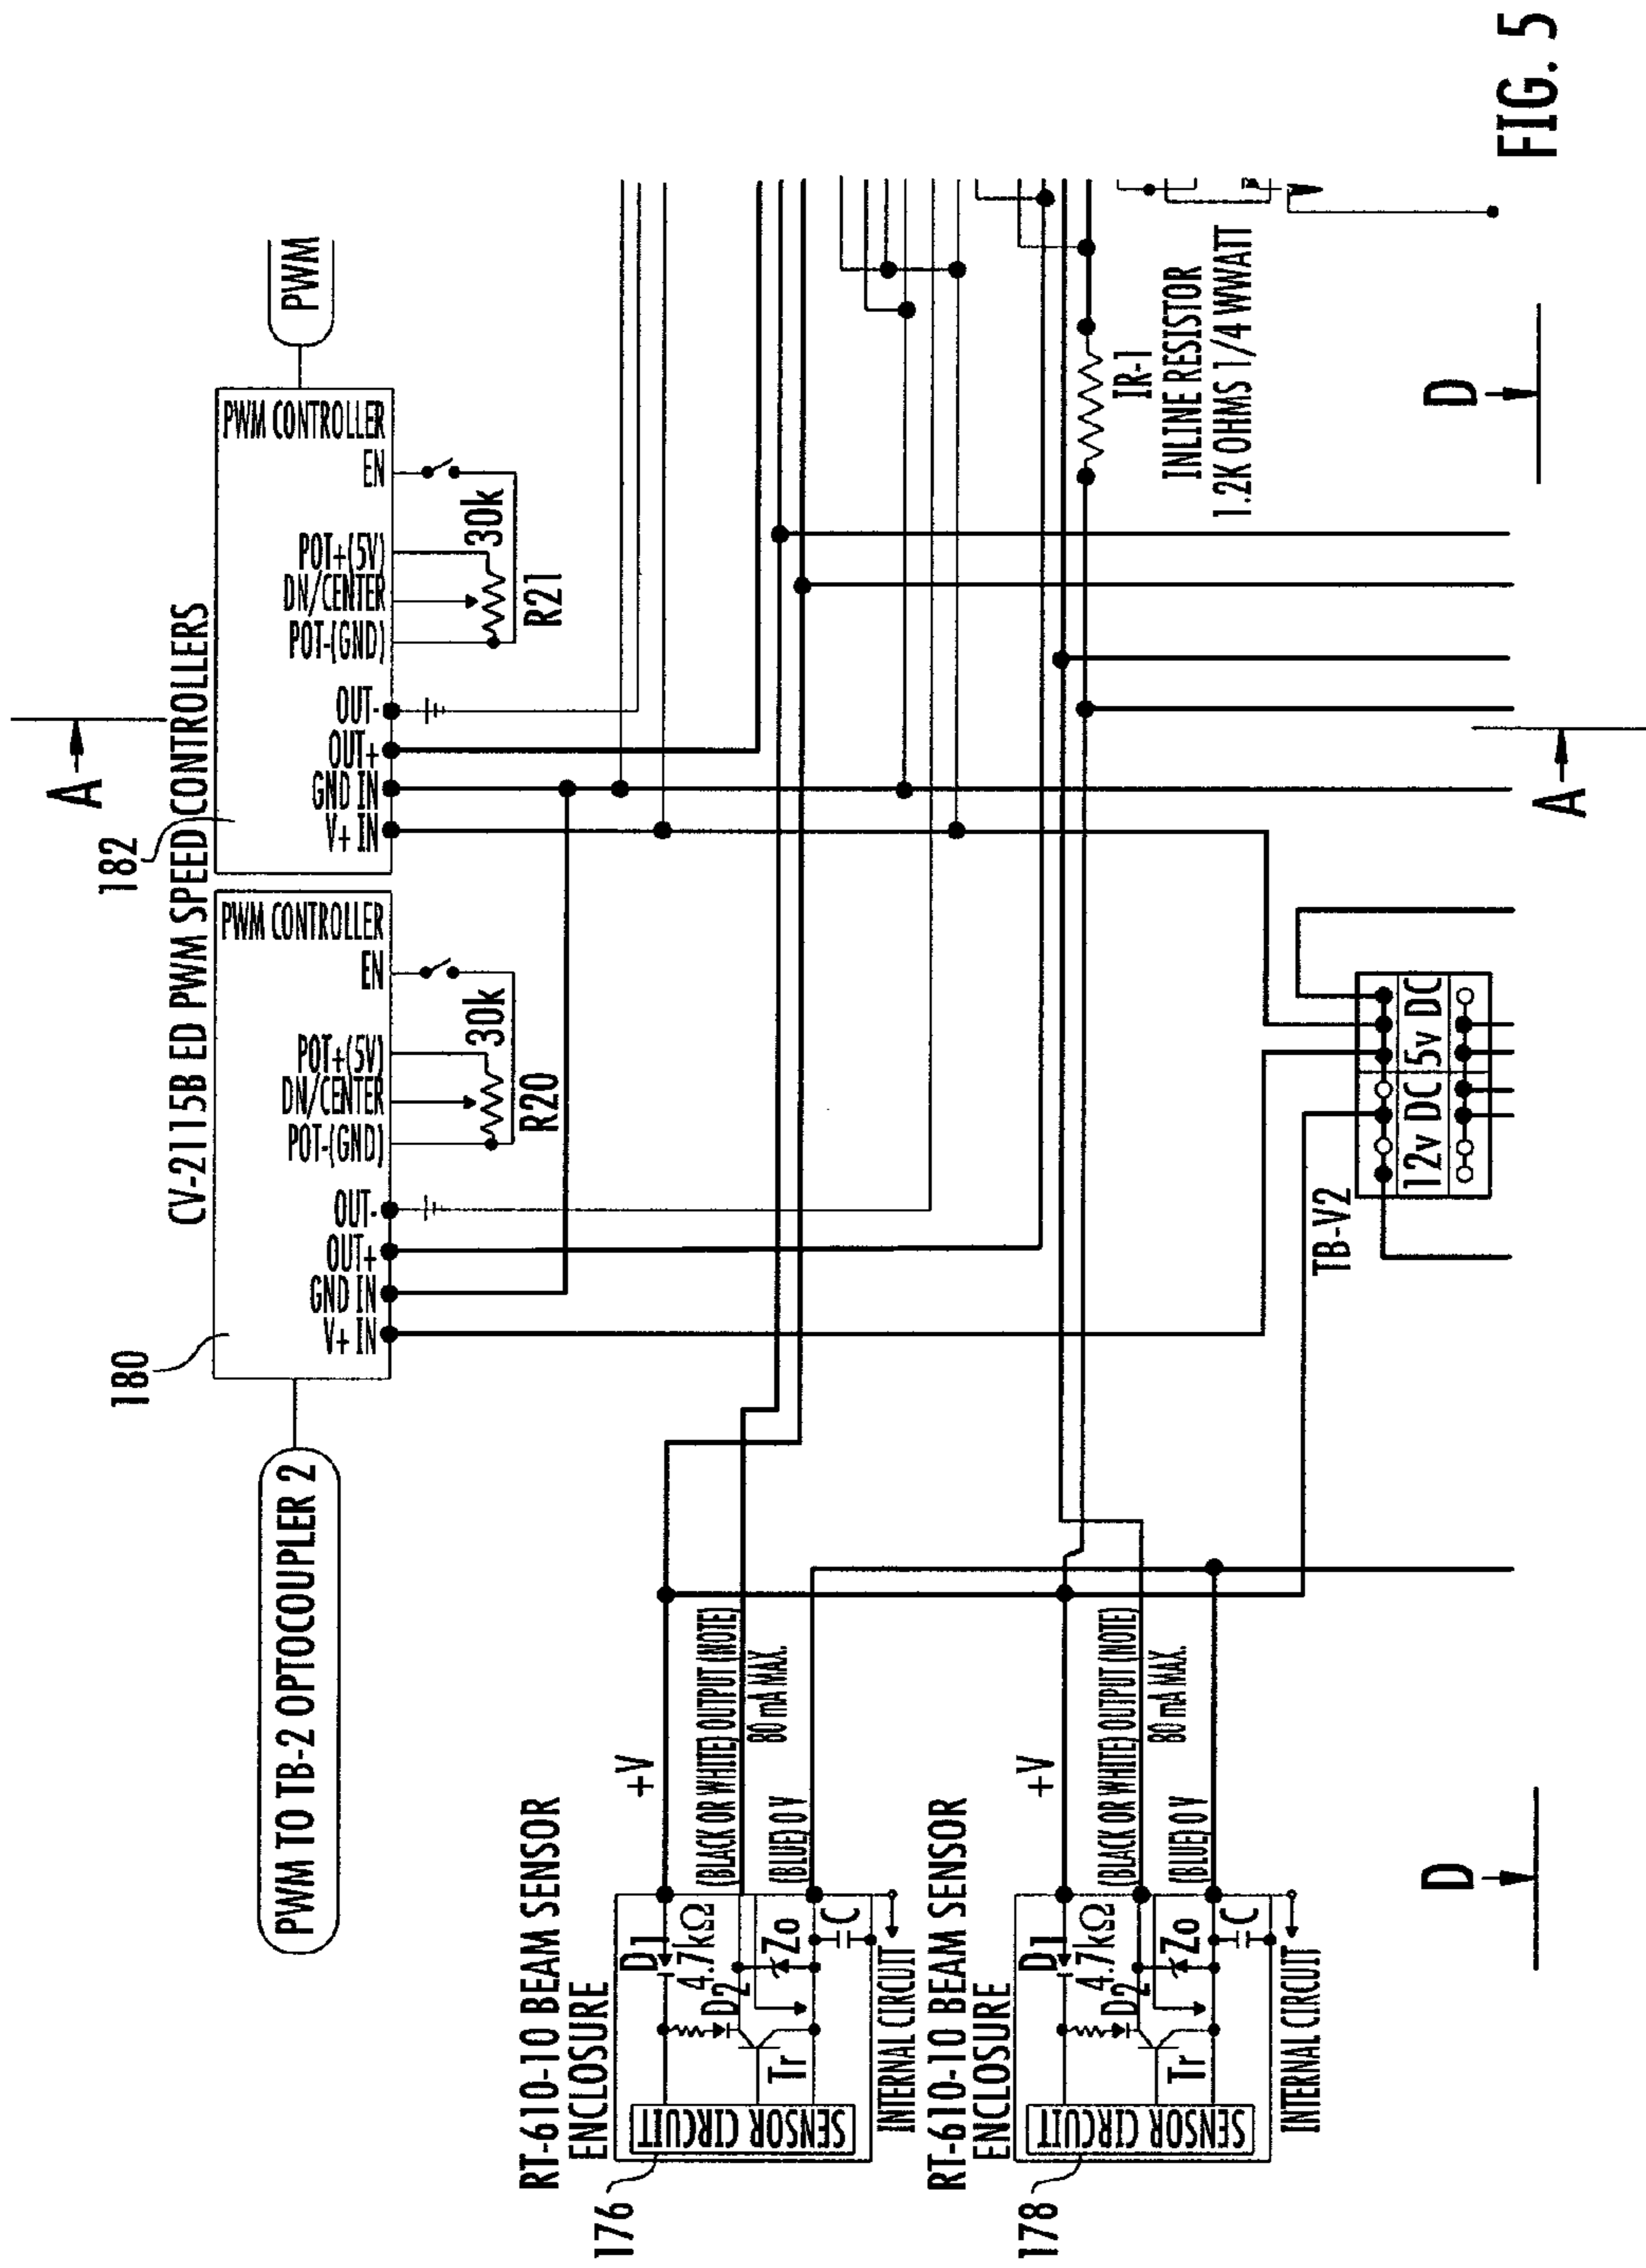 182
CV-2115B ED PWM SPEED CONTROLLERS
180
PWM TO TB-2 OPTOCOUPLER 2
PWM CONTROLLER
V+ IN
GND IN
OUT+
OUT-
POT-(GND)
DN/CENTER
POT+(5V)
EN
30k
R20
A
PWM CONTROLLER
V+ IN
GND IN
OUT+
OUT-
POT-(GND)
DN/CENTER
POT+(5V)
EN
30k
R21
PWM
RT-610-10 BEAM SENSOR
ENCLOSURE
176
SENSOR CIRCUIT
D1
4.7kΩ
D2
Zo
Tr
C
INTERNAL CIRCUIT
+V
(BLACK OR WHITE) OUTPUT (NOTE)
80 mA MAX.
(BLUE) 0 V
RT-610-10 BEAM SENSOR
ENCLOSURE
178
SENSOR CIRCUIT
D1
4.7kΩ
D2
Zo
Tr
C
INTERNAL CIRCUIT
+V
(BLACK OR WHITE) OUTPUT (NOTE)
80 mA MAX.
(BLUE) 0 V
IR-1
INLINE RESISTOR
1.2K OHMS 1/4 WWATT
TB-V2
12v DC
5v DC
D
A
D
FIG. 5